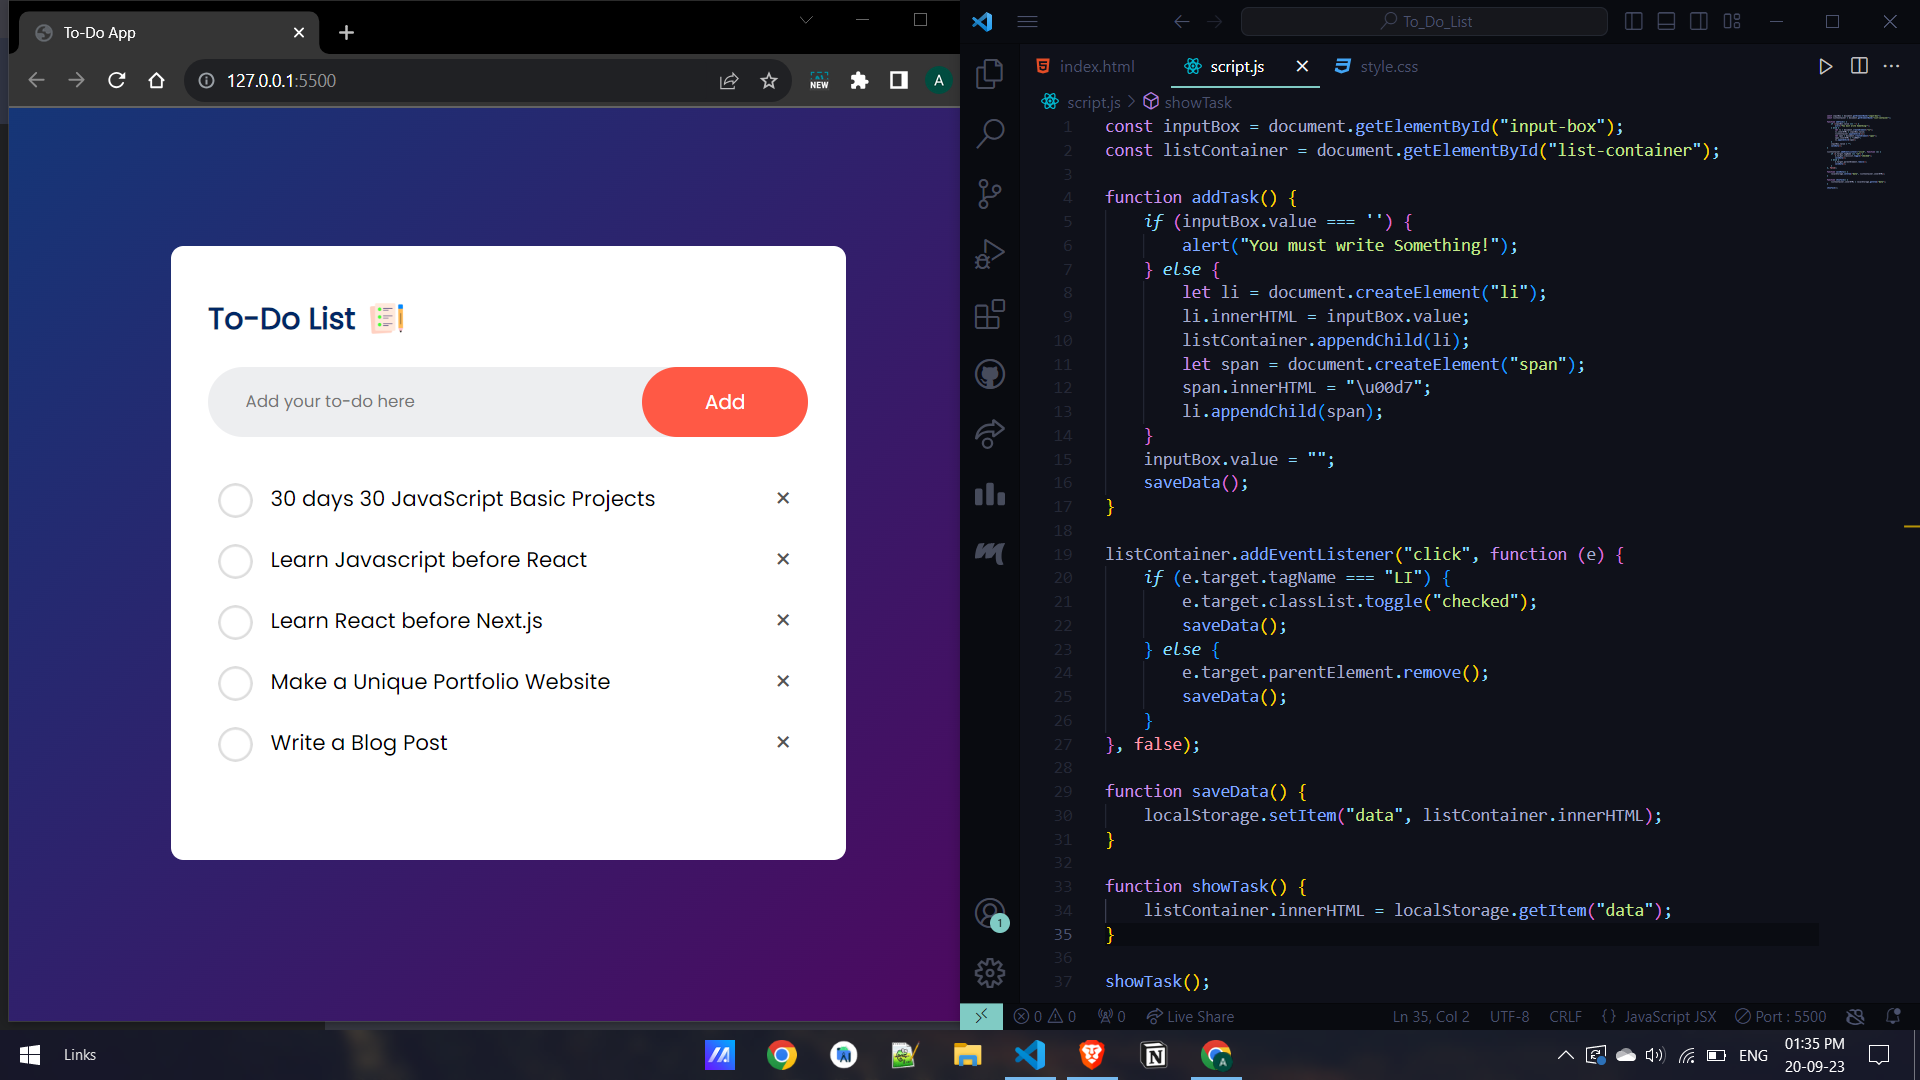 To-Do App
127.0.0.1:5500
NEW
A
To-Do List
Add your to-do here
Add
30 days 30 JavaScript Basic Projects
Learn Javascript before React
Learn React before Next.js
Make a Unique Portfolio Website
Write a Blog Post
To_Do_List
index.html
script.js
style.css
script.js > showTask
1 const inputBox = document.getElementById("input-box");
2 const listContainer = document.getElementById("list-container");
3
4 function addTask() {
5 if (inputBox.value === '') {
6 alert("You must write Something!");
7 } else {
8 let li = document.createElement("li");
9 li.innerHTML = inputBox.value;
10 listContainer.appendChild(li);
11 let span = document.createElement("span");
12 span.innerHTML = "\u00d7";
13 li.appendChild(span);
14 }
15 inputBox.value = "";
16 saveData();
17 }
18
19 listContainer.addEventListener("click", function (e) {
20 if (e.target.tagName === "LI") {
21 e.target.classList.toggle("checked");
22 saveData();
23 } else {
24 e.target.parentElement.remove();
25 saveData();
26 }
27 }, false);
28
29 function saveData() {
30 localStorage.setItem("data", listContainer.innerHTML);
31 }
32
33 function showTask() {
34 listContainer.innerHTML = localStorage.getItem("data");
35 }
36
37 showTask();
1
0 0 0 Live Share
Ln 35, Col 2 UTF-8 CRLF {} JavaScript JSX Port : 5500
Links
ENG
01:35 PM
20-09-23